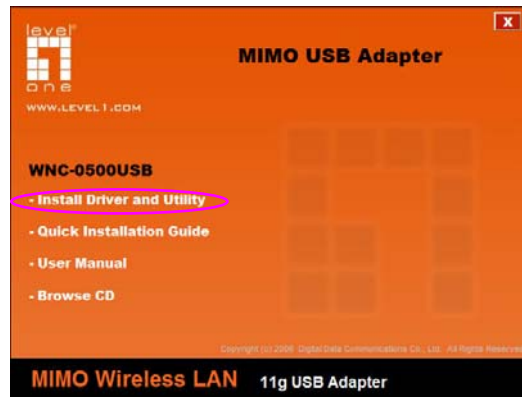 level
one
WWW.LEVEL1.COM
X
MIMO USB Adapter
WNC-0500USB
- Install Driver and Utility
- Quick Installation Guide
- User Manual
- Browse CD
Copyright (c) 2006 Digital Data Communications Co., Ltd. All Rights Reserved
MIMO Wireless LAN 11g USB Adapter